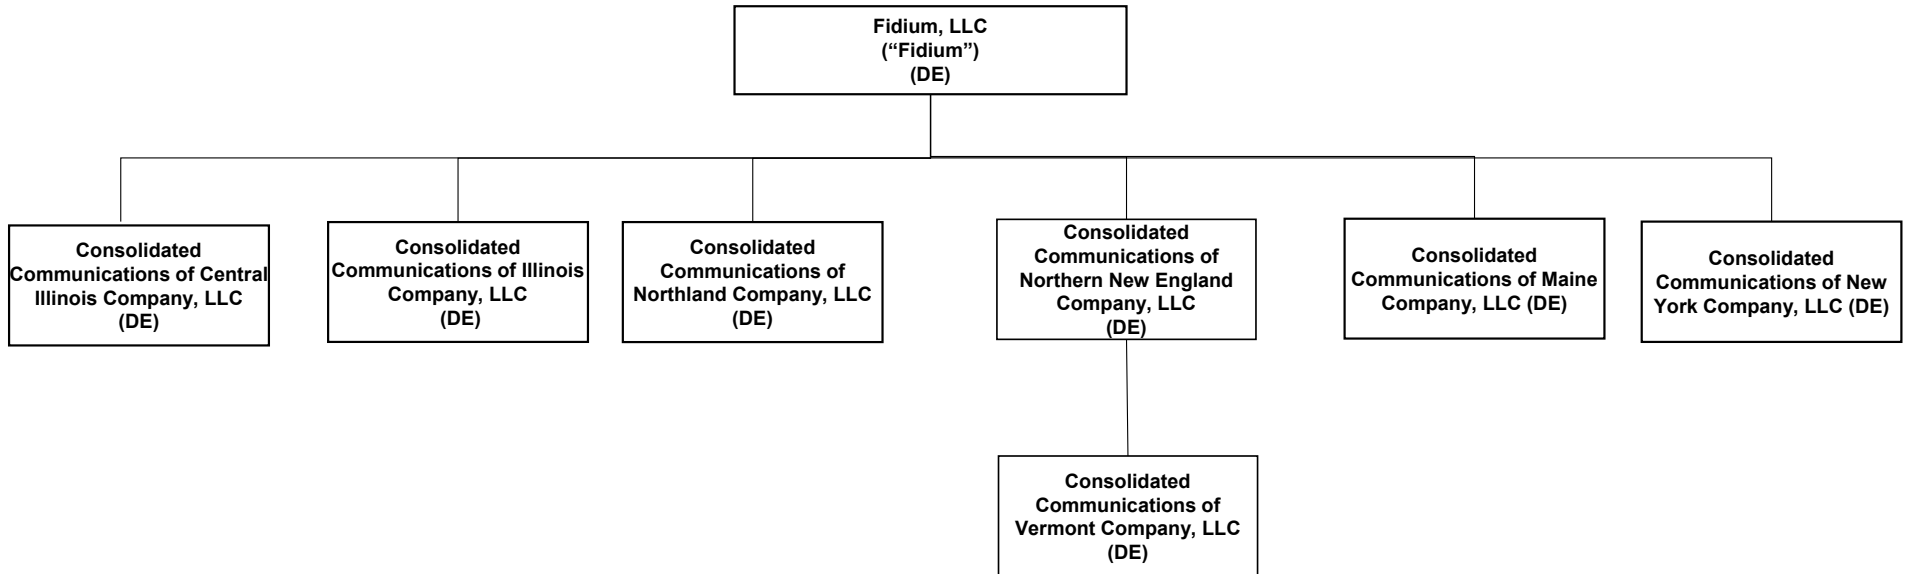 Fidium, LLC
(“Fidium”)
(DE)
Consolidated
Communications of Central
Illinois Company, LLC
(DE)
Consolidated
Communications of Illinois
Company, LLC
(DE)
Consolidated
Communications of
Northland Company, LLC
(DE)
Consolidated
Communications of
Northern New England
Company, LLC
(DE)
Consolidated
Communications of Maine
Company, LLC (DE)
Consolidated
Communications of New
York Company, LLC (DE)
Consolidated
Communications of
Vermont Company, LLC
(DE)